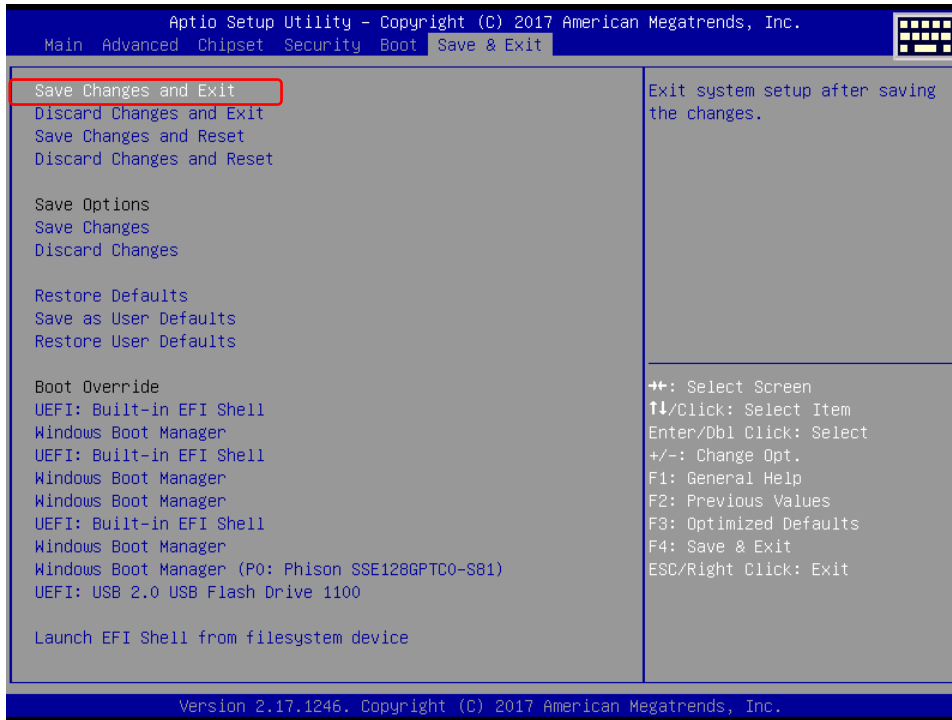 Aptio Setup Utility – Copyright (C) 2017 American Megatrends, Inc.
Main Advanced Chipset Security Boot Save & Exit
Save Changes and Exit
Discard Changes and Exit
Save Changes and Reset
Discard Changes and Reset
Save Options
Save Changes
Discard Changes
Restore Defaults
Save as User Defaults
Restore User Defaults
Boot Override
UEFI: Built-in EFI Shell
Windows Boot Manager
UEFI: Built-in EFI Shell
Windows Boot Manager
Windows Boot Manager
UEFI: Built-in EFI Shell
Windows Boot Manager
Windows Boot Manager (P0: Phison SSE128GPTC0-S81)
UEFI: USB 2.0 USB Flash Drive 1100
Launch EFI Shell from filesystem device
Exit system setup after saving
the changes.
→←: Select Screen
↑↓/Click: Select Item
Enter/Dbl Click: Select
+/-: Change Opt.
F1: General Help
F2: Previous Values
F3: Optimized Defaults
F4: Save & Exit
ESC/Right Click: Exit
Version 2.17.1246. Copyright (C) 2017 American Megatrends, Inc.